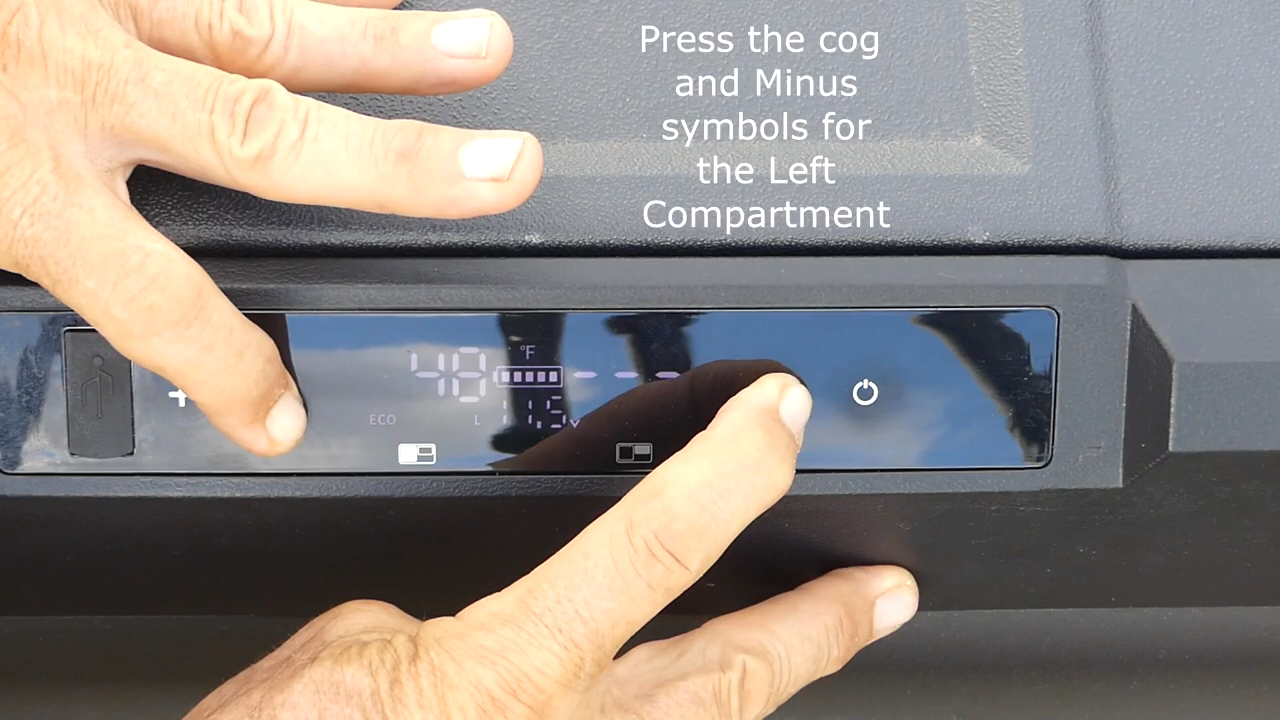 Press the cog
and Minus
symbols for
the Left
Compartment
48 °F
- - -
ECO L 11.5 v